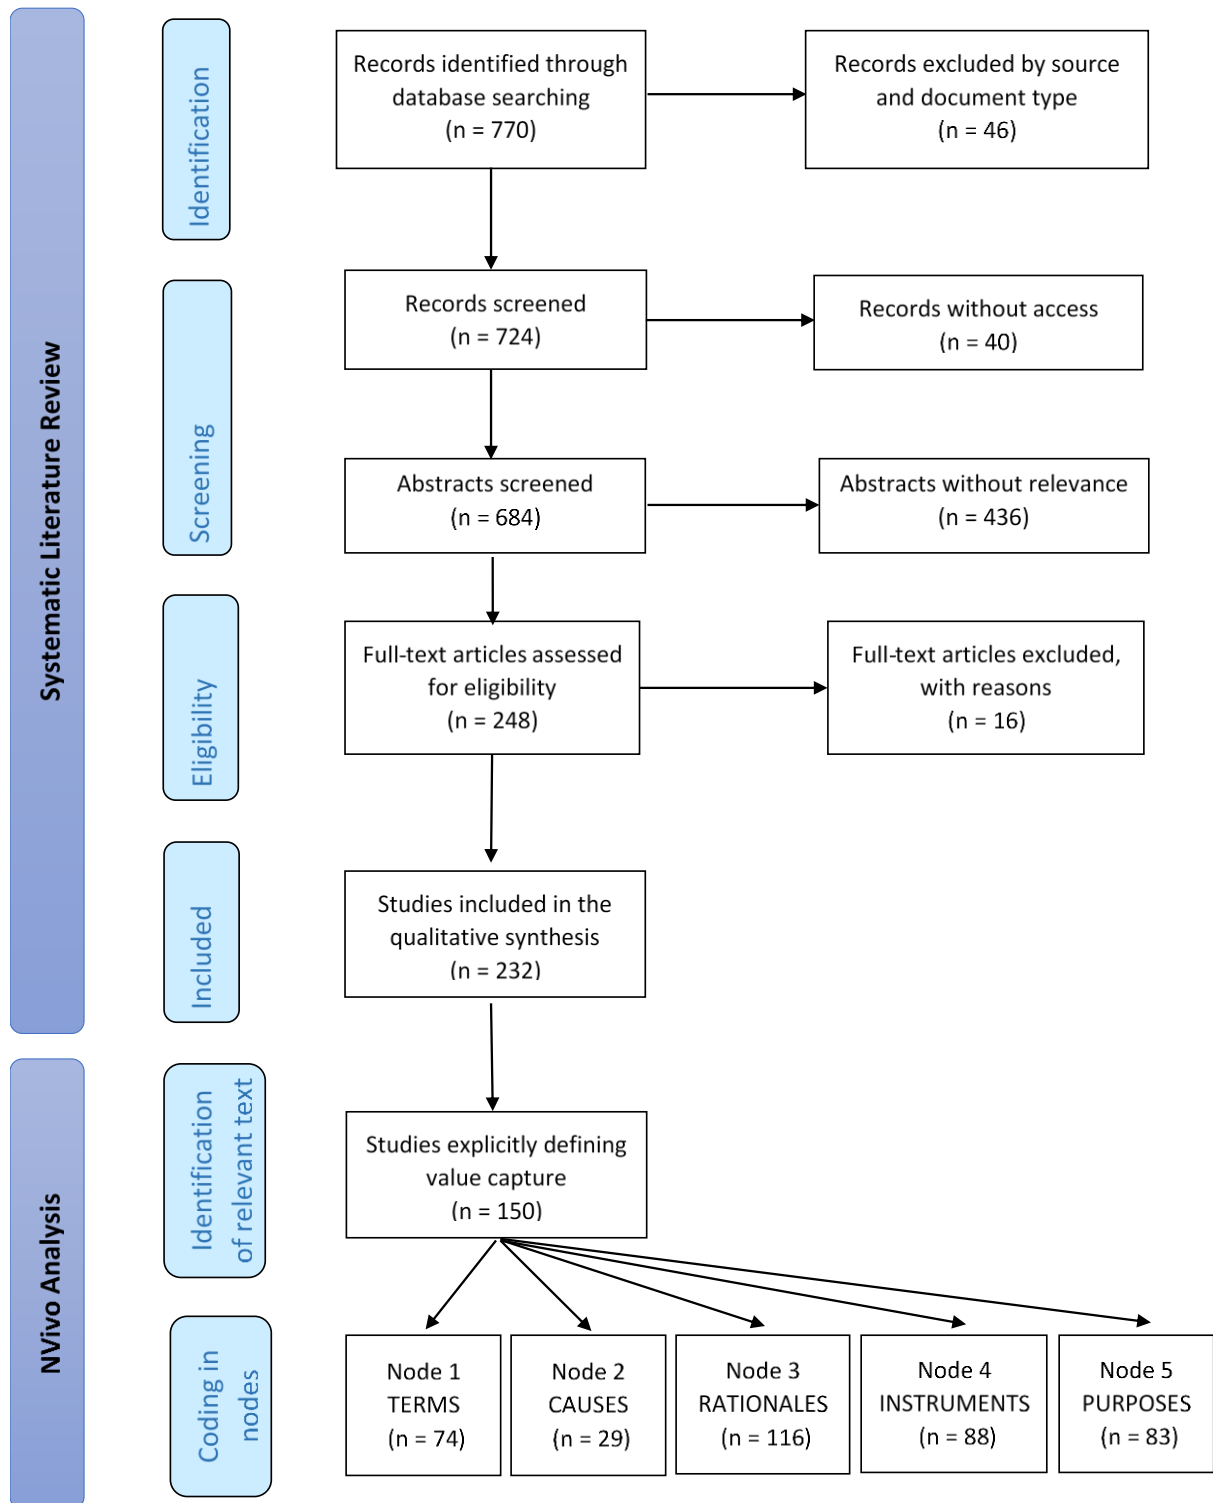 Systematic Literature Review
Identification
Records identified through
database searching
(n = 770)
Records excluded by source
and document type
(n = 46)
Screening
Records screened
(n = 724)
Records without access
(n = 40)
Abstracts screened
(n = 684)
Abstracts without relevance
(n = 436)
Eligibility
Full-text articles assessed
for eligibility
(n = 248)
Full-text articles excluded,
with reasons
(n = 16)
Included
Studies included in the
qualitative synthesis
(n = 232)
NVivo Analysis
Identification
of relevant text
Studies explicitly defining
value capture
(n = 150)
Coding in
nodes
Node 1
TERMS
(n = 74)
Node 2
CAUSES
(n = 29)
Node 3
RATIONALES
(n = 116)
Node 4
INSTRUMENTS
(n = 88)
Node 5
PURPOSES
(n = 83)